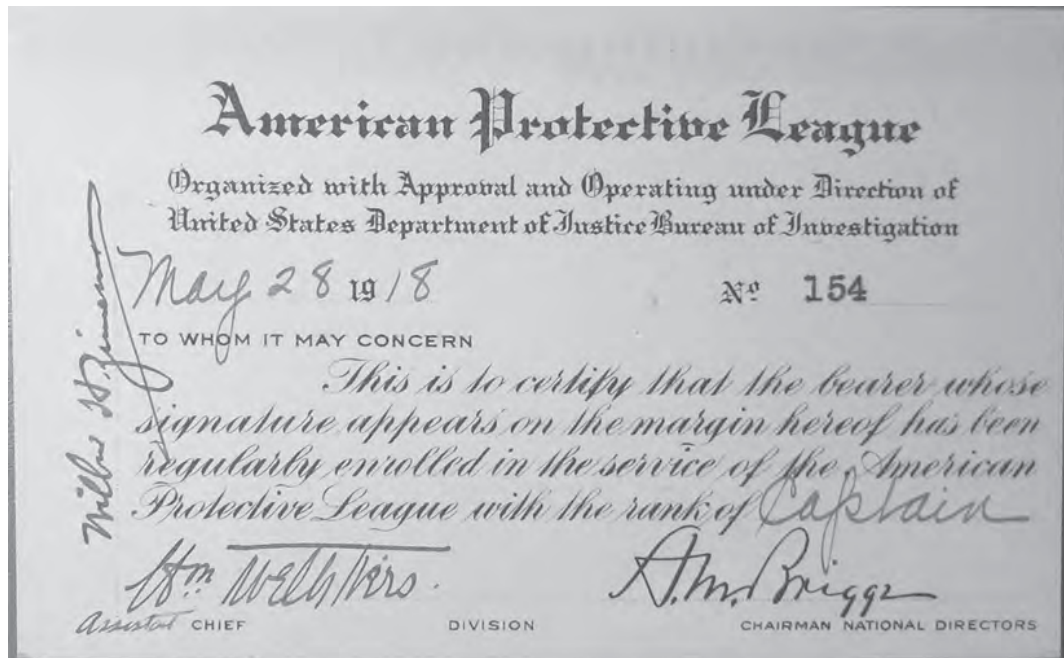 American Protective League
Organized with Approval and Operating under Direction of
United States Department of Justice Bureau of Investigation
May 28 1918 No 154
TO WHOM IT MAY CONCERN
This is to certify that the bearer whose
signature appears on the margin hereof has been
regularly enrolled in the service of the American
Protective League with the rank of Captain
Wm
A.M. Briggs
Assistant CHIEF DIVISION CHAIRMAN NATIONAL DIRECTORS
Wilbur H. Zimerman